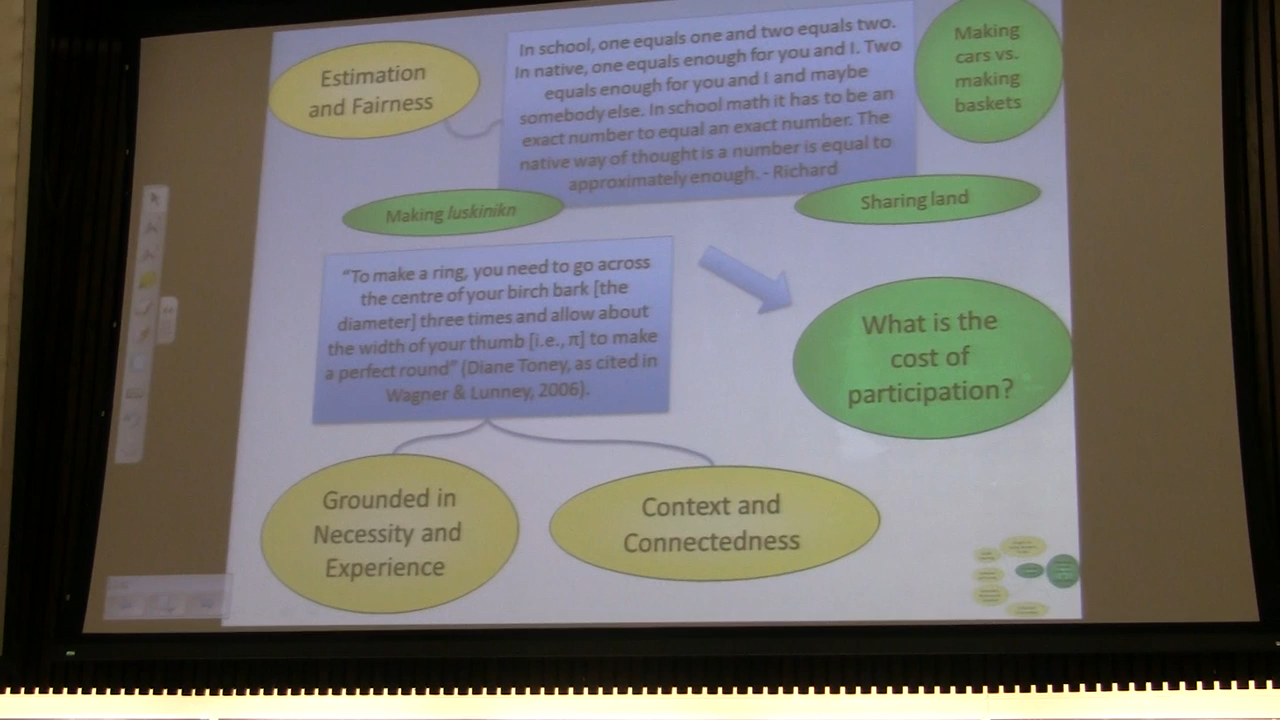 Estimation
and Fairness
In school, one equals one and two equals two.
In native, one equals enough for you and I. Two
equals enough for you and I and maybe
somebody else. In school math it has to be an
exact number to equal an exact number. The
native way of thought is a number is equal to
approximately enough. - Richard
Making
cars vs.
making
baskets
Making luskinikn
Sharing land
"To make a ring, you need to go across
the centre of your birch bark [the
diameter] three times and allow about
the width of your thumb [i.e., π] to make
a perfect round" (Diane Toney, as cited in
Wagner & Lunney, 2006).
What is the
cost of
participation?
Grounded in
Necessity and
Experience
Context and
Connectedness